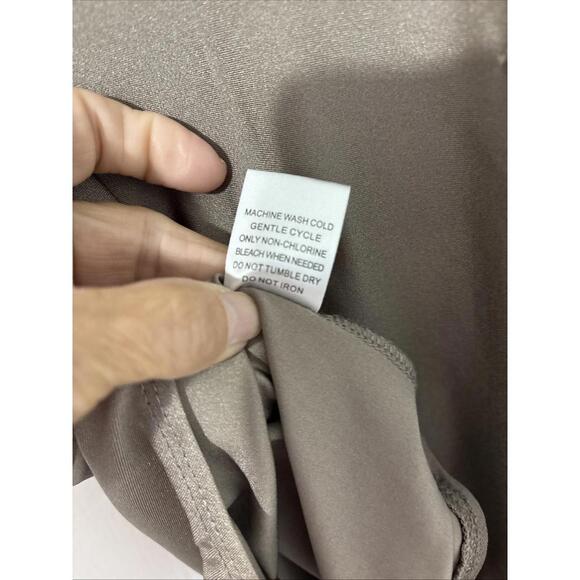 MACHINE WASH COLD
GENTLE CYCLE
ONLY NON-CHLORINE
BLEACH WHEN NEEDED
DO NOT TUMBLE DRY
DO NOT IRON